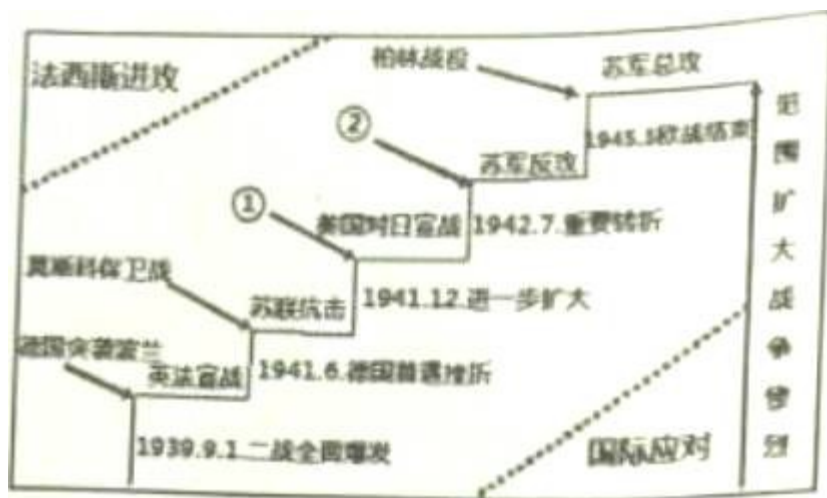 法西斯进攻
柏林战役
苏军总攻
②
1945.5欧战结束
苏军反攻
①
美国对日宣战
1942.7.重要转折
莫斯科保卫战
苏联抗击
1941.12.进一步扩大
德国突袭波兰
英法宣战
1941.6.德国首遇挫折
1939.9.1.二战全面爆发
国际应对
范围扩大战争惨烈